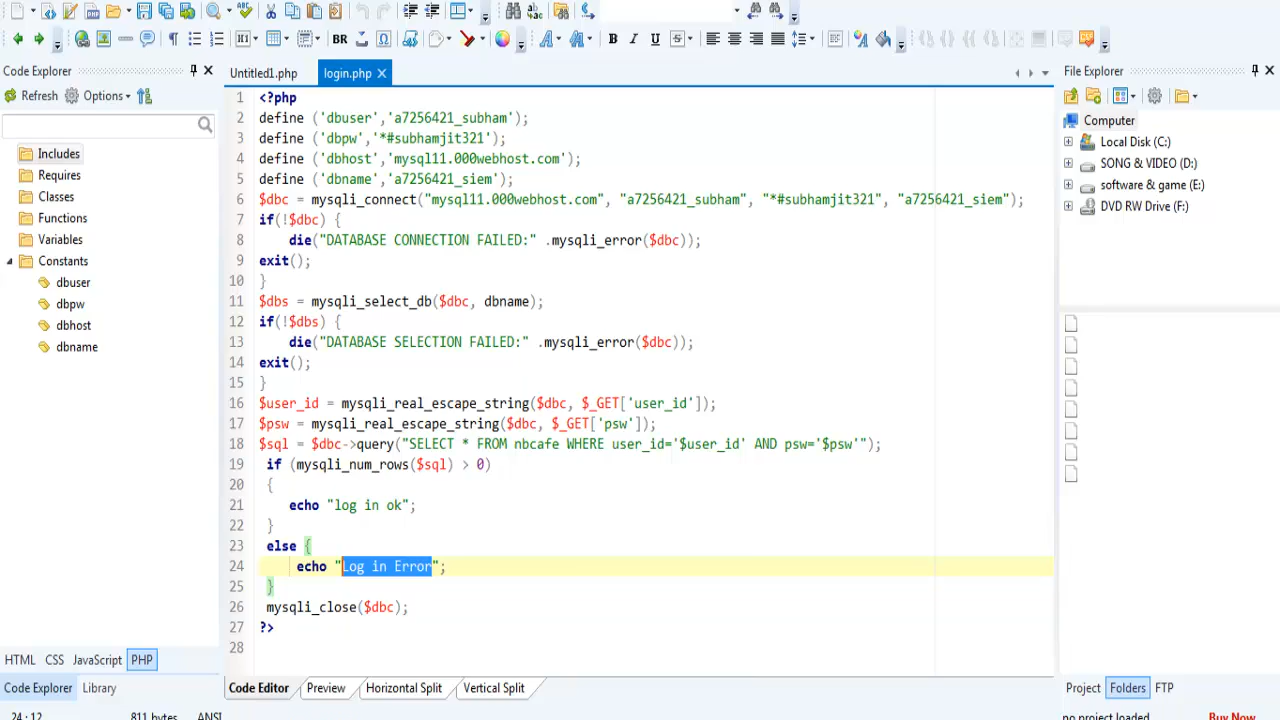 Code Explorer
Untitled1.php
login.php
File Explorer
BR
B I U S
H1
Refresh
Options
Includes
Requires
Classes
Functions
Variables
Constants
dbuser
dbpw
dbhost
dbname
1 <?php
2 define ('dbuser','a7256421_subham');
3 define ('dbpw','*#subhamjit321');
4 define ('dbhost','mysql11.000webhost.com');
5 define ('dbname','a7256421_siem');
6 $dbc = mysqli_connect("mysql11.000webhost.com", "a7256421_subham", "*#subhamjit321", "a7256421_siem");
7 if(!$dbc) {
8 die("DATABASE CONNECTION FAILED:" .mysqli_error($dbc));
9 exit();
10 }
11 $dbs = mysqli_select_db($dbc, dbname);
12 if(!$dbs) {
13 die("DATABASE SELECTION FAILED:" .mysqli_error($dbc));
14 exit();
15 }
16 $user_id = mysqli_real_escape_string($dbc, $_GET['user_id']);
17 $psw = mysqli_real_escape_string($dbc, $_GET['psw']);
18 $sql = $dbc->query("SELECT * FROM nbcafe WHERE user_id='$user_id' AND psw='$psw'");
19 if (mysqli_num_rows($sql) > 0)
20 {
21 echo "log in ok";
22 }
23 else {
24 echo "Log in Error";
25 }
26 mysqli_close($dbc);
27 ?>
28
Computer
Local Disk (C:)
SONG & VIDEO (D:)
software & game (E:)
DVD RW Drive (F:)
HTML CSS JavaScript PHP
Code Explorer Library
Code Editor Preview Horizontal Split Vertical Split
Project Folders FTP
24 : 12 811 bytes ANSI
no project loaded Buy Now